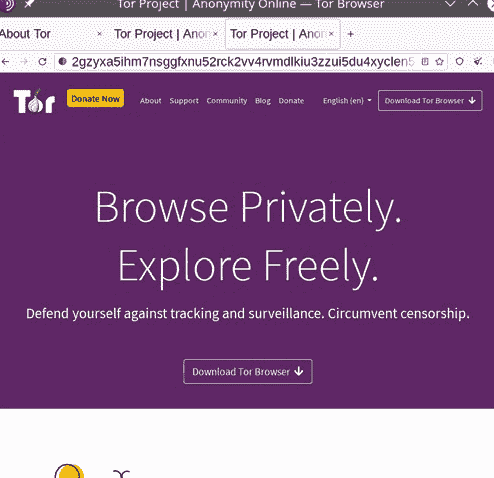 Tor Project | Anonymity Online — Tor Browser
About Tor × Tor Project | Anon× Tor Project | Anon× +
2gzyxa5ihm7nsggfxnu52rck2vv4rvmdlkiu3zzui5du4xyclen5
Tor Donate Now About Support Community Blog Donate English (en) Download Tor Browser
Browse Privately.
Explore Freely.
Defend yourself against tracking and surveillance. Circumvent censorship.
Download Tor Browser